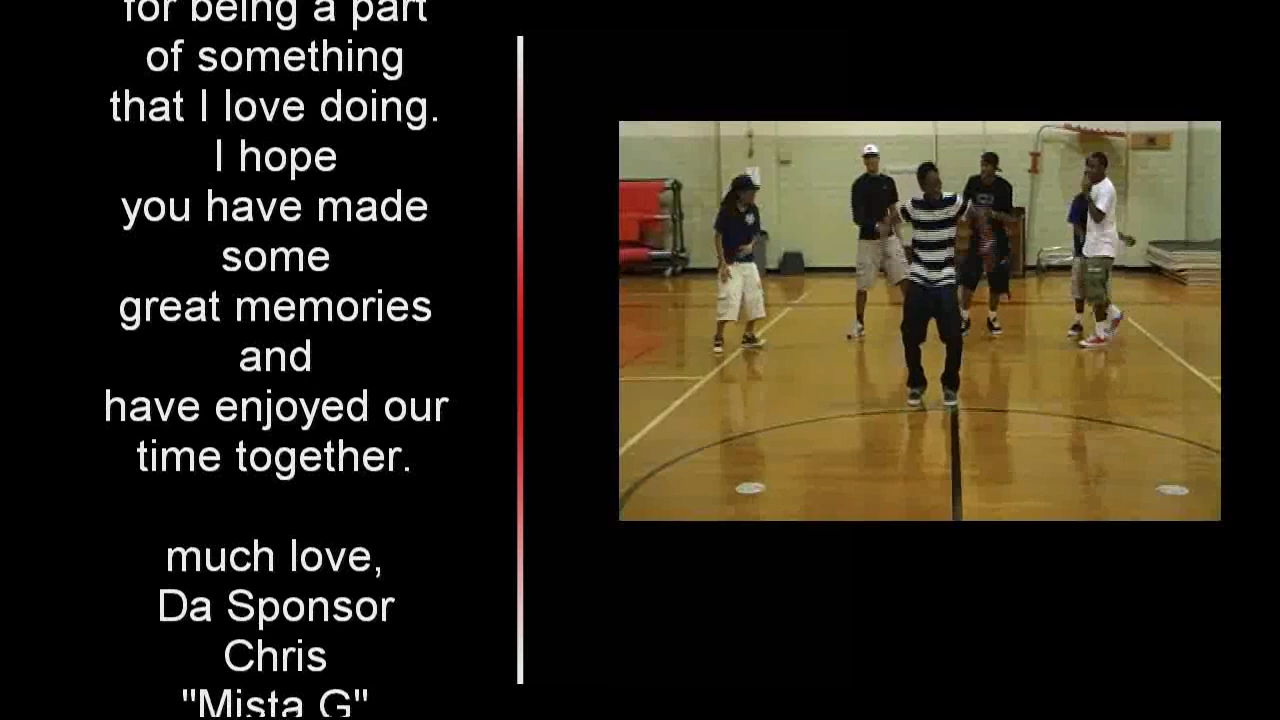 for being a part
of something
that I love doing.
I hope
you have made
some
great memories
and
have enjoyed our
time together.
much love,
Da Sponsor
Chris
"Mista G"